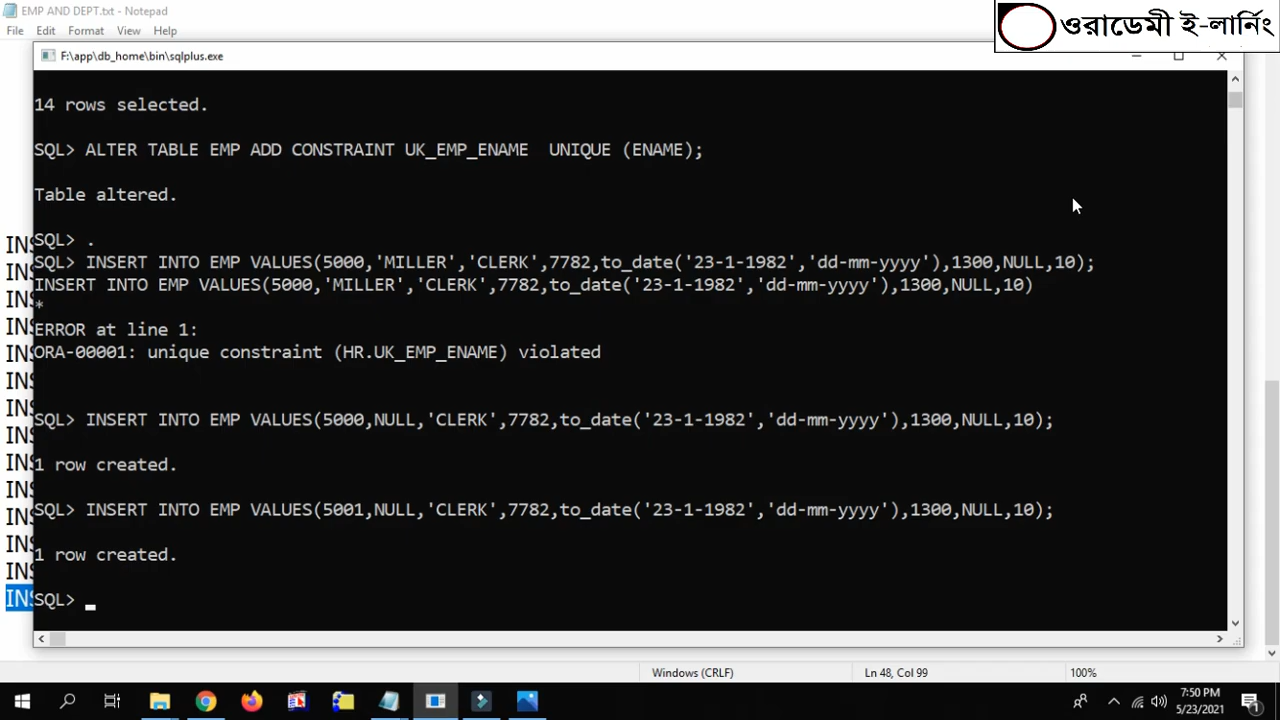 EMP AND DEPT.txt - Notepad
File Edit Format View Help
ওরাডেমী ই-লার্নিং
F:\app\db_home\bin\sqlplus.exe
14 rows selected.
SQL> ALTER TABLE EMP ADD CONSTRAINT UK_EMP_ENAME  UNIQUE (ENAME);
Table altered.
SQL> .
SQL> INSERT INTO EMP VALUES(5000,'MILLER','CLERK',7782,to_date('23-1-1982','dd-mm-yyyy'),1300,NULL,10);
INSERT INTO EMP VALUES(5000,'MILLER','CLERK',7782,to_date('23-1-1982','dd-mm-yyyy'),1300,NULL,10)
*
ERROR at line 1:
ORA-00001: unique constraint (HR.UK_EMP_ENAME) violated
SQL> INSERT INTO EMP VALUES(5000,NULL,'CLERK',7782,to_date('23-1-1982','dd-mm-yyyy'),1300,NULL,10);
1 row created.
SQL> INSERT INTO EMP VALUES(5001,NULL,'CLERK',7782,to_date('23-1-1982','dd-mm-yyyy'),1300,NULL,10);
1 row created.
SQL>
Windows (CRLF) Ln 48, Col 99 100%
7:50 PM
5/23/2021